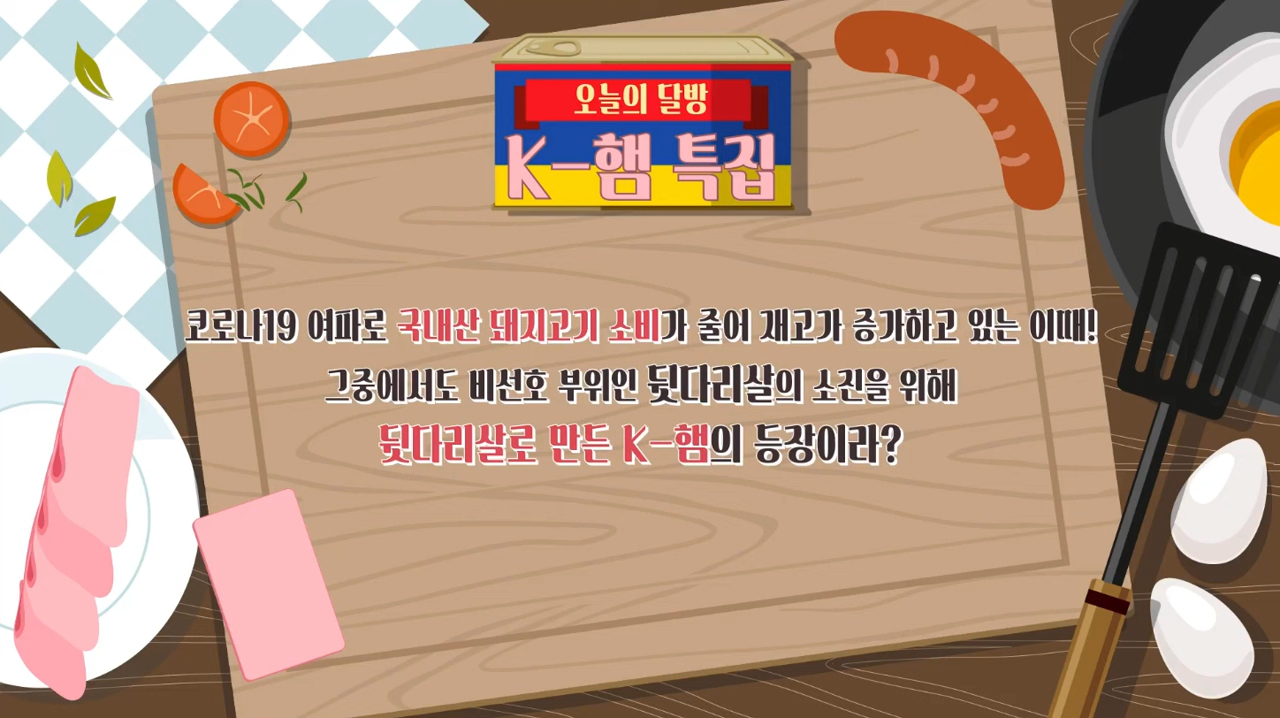 오늘의 달방
K-햄 특집
코로나19 여파로 국내산 돼지고기 소비가 줄어 재고가 증가하고 있는 이때!
그중에서도 비선호 부위인 뒷다리살의 소진을 위해
뒷다리살로 만든 K-햄의 등장이라?